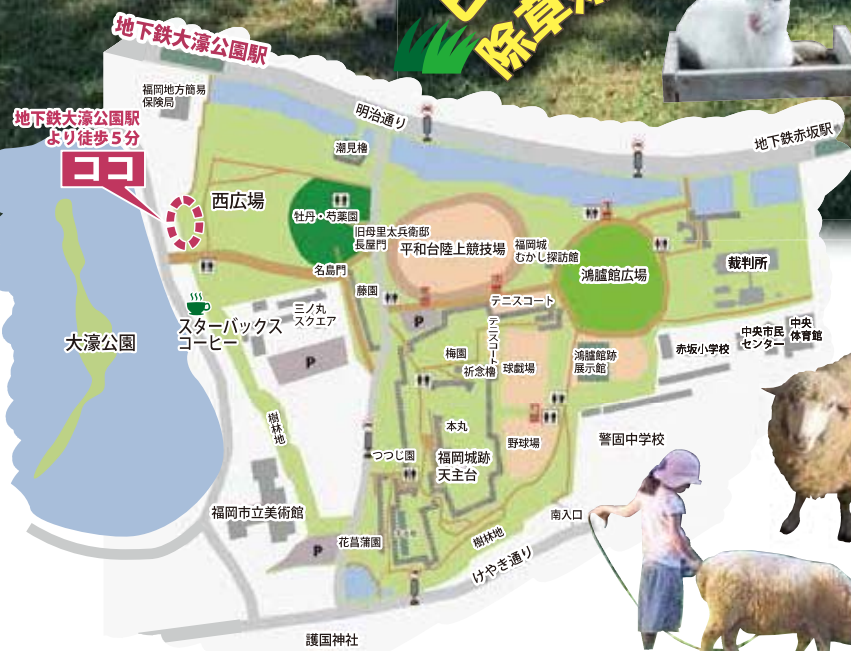 除草
地下鉄大濠公園駅
福岡地方簡易
保険局
明治通り
地下鉄赤坂駅
地下鉄大濠公園駅
より徒歩5分
ココ
潮見櫓
西広場
牡丹・芍薬園
旧母里太兵衛邸
長屋門
平和台陸上競技場
福岡城
むかし探訪館
鴻臚館広場
裁判所
名島門
藤園
テニスコート
三ノ丸
スクエア
スターバックス
コーヒー
P
テニスコート
大濠公園
P
梅園
祈念櫓
球戯場
鴻臚館跡
展示館
赤坂小学校
中央市民
センター
中央
体育館
樹林地
本丸
野球場
警固中学校
つつじ園
福岡城跡
天主台
福岡市立美術館
南入口
P
花菖蒲園
樹林地
けやき通り
護国神社